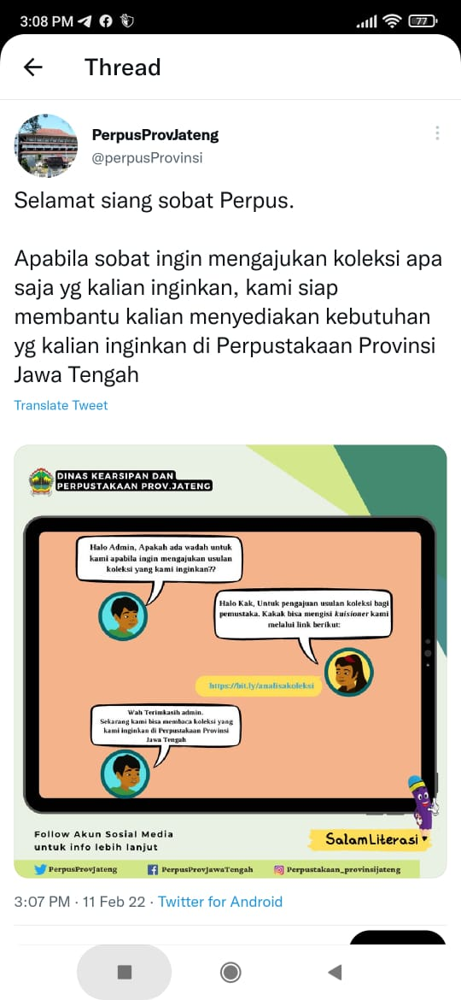 3:08 PM
77
Thread
PerpusProvJateng
@perpusProvinsi
Selamat siang sobat Perpus.
Apabila sobat ingin mengajukan koleksi apa
saja yg kalian inginkan, kami siap
membantu kalian menyediakan kebutuhan
yg kalian inginkan di Perpustakaan Provinsi
Jawa Tengah
Translate Tweet
DINAS KEARSIPAN DAN
PERPUSTAKAAN PROV.JATENG
Halo Admin, Apakah ada wadah untuk
kami apabila ingin mengajukan usulan
koleksi yang kami inginkan??
Halo Kak, Untuk pengajuan usulan koleksi bagi
pemustaka. Kakak bisa mengisi kuisioner kami
melalui link berikut:
https://bit.ly/analisakoleksi
Wah Terimkasih admin.
Sekarang kami bisa membaca koleksi yang
kami inginkan di Perpustakaan Provinsi
Jawa Tengah
Follow Akun Sosial Media
untuk info lebih lanjut
SalamLiterasi
PerpusProvJateng
PerpusProvJawaTengah
Perpustakaan_provinsijateng
3:07 PM · 11 Feb 22 · Twitter for Android